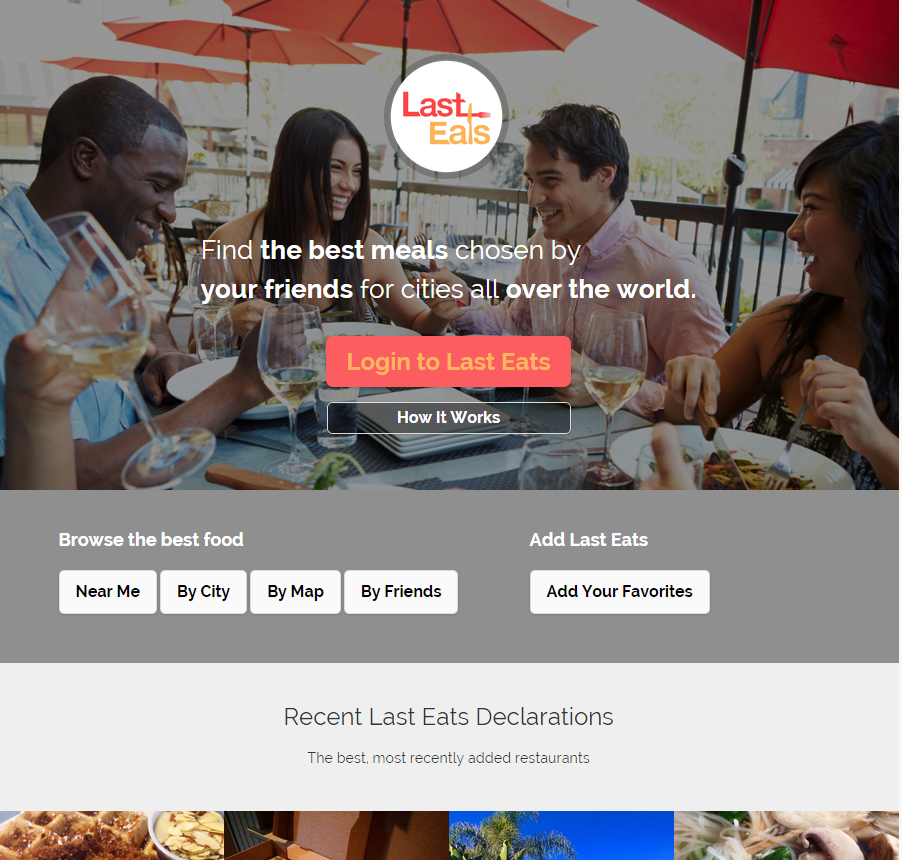 Last
Eats
Find the best meals chosen by
your friends for cities all over the world.
Login to Last Eats
How It Works
Browse the best food
Add Last Eats
Near Me
By City
By Map
By Friends
Add Your Favorites
Recent Last Eats Declarations
The best, most recently added restaurants